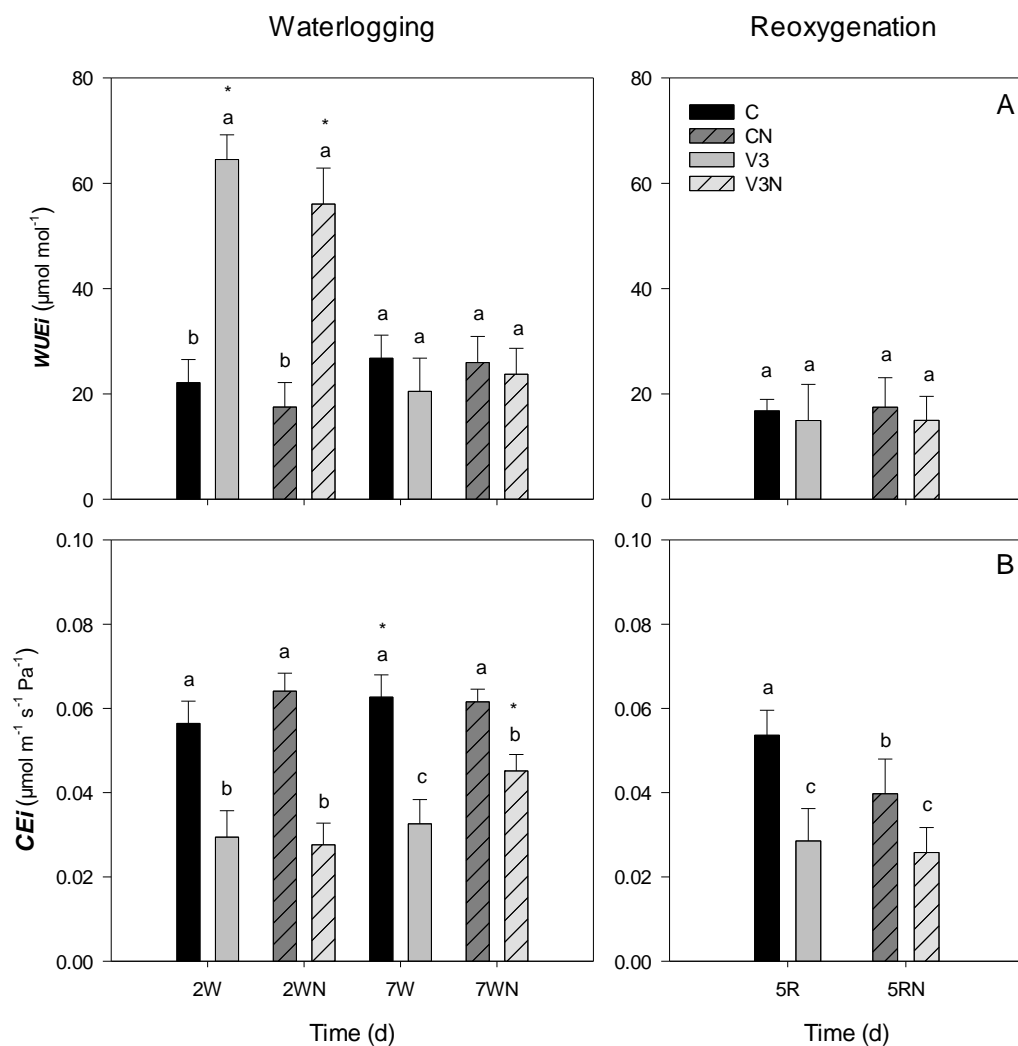 Waterlogging
Reoxygenation
80
60
40
20
0
WUEi (µmol mol⁻¹)
* *
a a
b b a a a a
A
C
CN
V3
V3N
a a a a
0.10
0.08
0.06
0.04
0.02
0.00
CEi (µmol m⁻¹ s⁻¹ Pa⁻¹)
a b a b * a c a * b
B
a c b c
2W 2WN 7W 7WN
5R 5RN
Time (d)
Time (d)